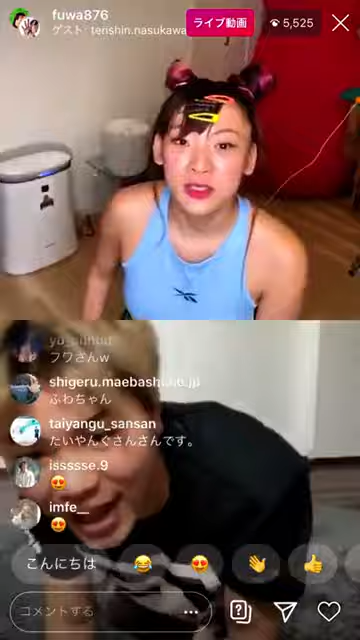 fuwa876
ゲスト: tenshin.nasukawa
ライブ動画
5,525
フワさんw
shigeru.maebashi
.jp
ふわちゃん
taiyangu_sansan
たいやんぐさんさんです。
issssse.9
😍
imfe__
😍
こんにちは
😂
😍
👋
👍
コメントする